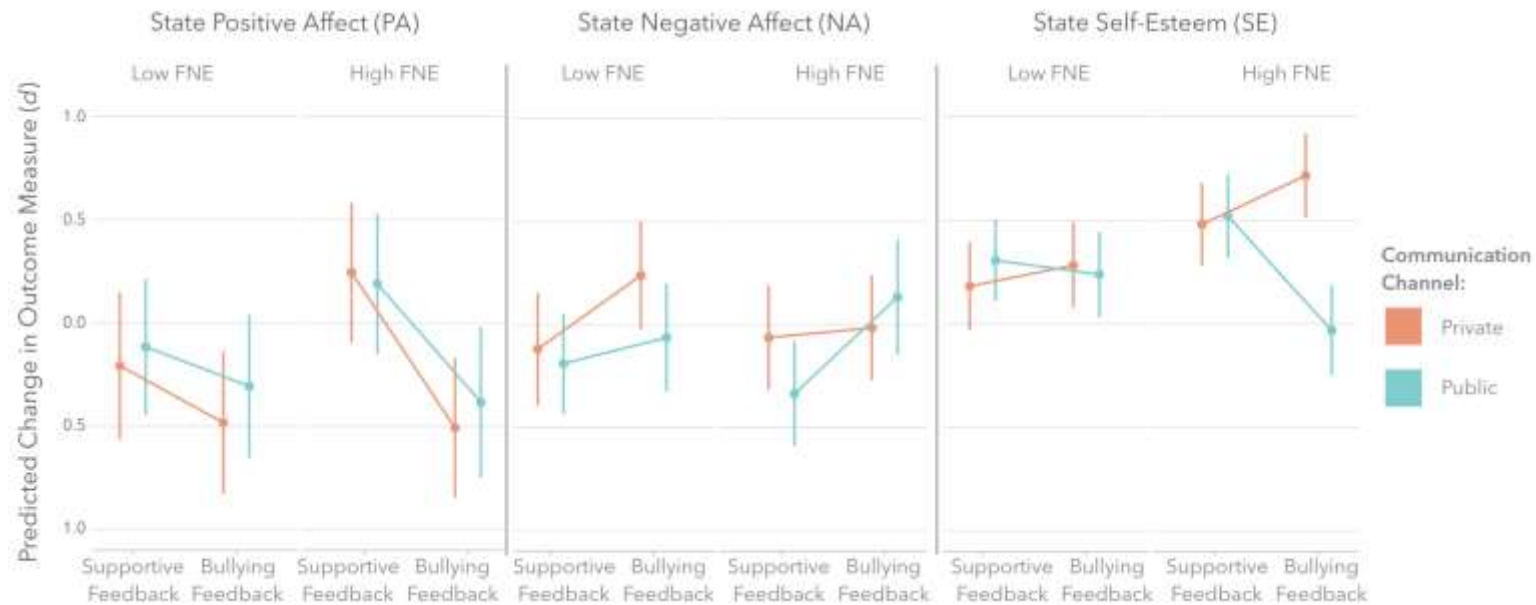 State Positive Affect (PA)
State Negative Affect (NA)
State Self-Esteem (SE)
Low FNE
High FNE
Low FNE
High FNE
Low FNE
High FNE
Predicted Change in Outcome Measure (d)
1.0
0.5
0.0
0.5
1.0
Supportive Feedback
Bullying Feedback
Supportive Feedback
Bullying Feedback
Supportive Feedback
Bullying Feedback
Supportive Feedback
Bullying Feedback
Supportive Feedback
Bullying Feedback
Supportive Feedback
Bullying Feedback
Communication
Channel:
Private
Public